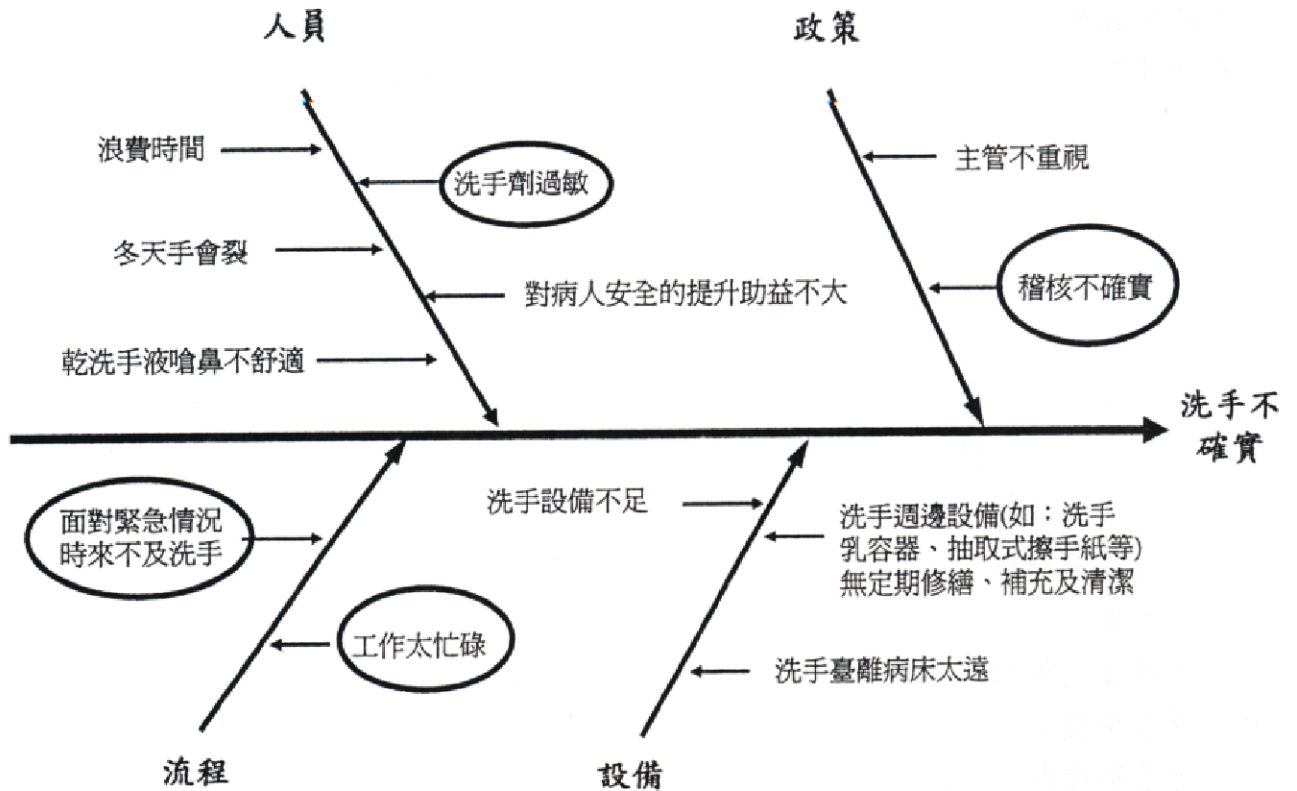 人員
政策
浪費時間
洗手劑過敏
主管不重視
冬天手會裂
對病人安全的提升助益不大
稽核不確實
乾洗手液嗆鼻不舒適
洗手不
確實
面對緊急情況
時來不及洗手
洗手設備不足
洗手週邊設備(如：洗手
乳容器、抽取式擦手紙等)
無定期修繕、補充及清潔
工作太忙碌
洗手臺離病床太遠
流程
設備